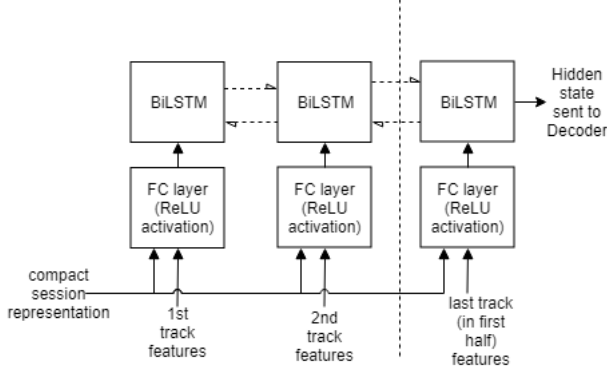 BiLSTM
BiLSTM
BiLSTM
Hidden
state
sent to
Decoder
FC layer
(ReLU
activation)
FC layer
(ReLU
activation)
FC layer
(ReLU
activation)
compact
session
representation
1st
track
features
2nd
track
features
last track
(in first
half)
features